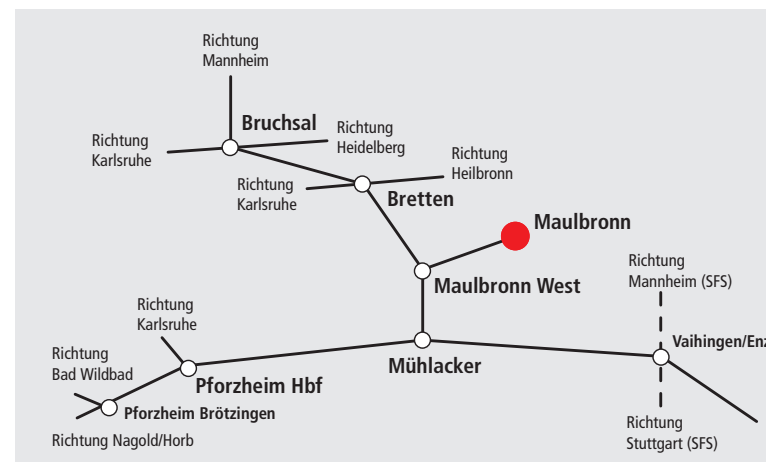 Richtung
Mannheim
Bruchsal
Richtung
Karlsruhe
Richtung
Heidelberg
Richtung
Heilbronn
Richtung
Karlsruhe
Bretten
Maulbronn
Maulbronn West
Richtung
Mannheim (SFS)
Richtung
Karlsruhe
Vaihingen/Enz
Mühlacker
Richtung
Bad Wildbad
Pforzheim Hbf
Pforzheim Brötzingen
Richtung Nagold/Horb
Richtung
Stuttgart (SFS)